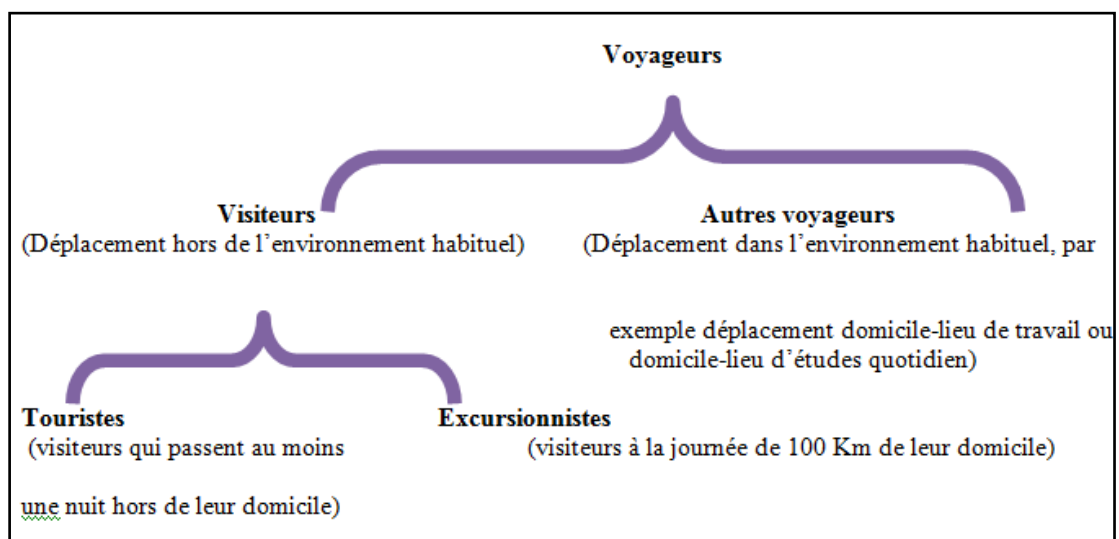 Voyageurs
Visiteurs
(Déplacement hors de l’environnement habituel)
Autres voyageurs
(Déplacement dans l’environnement habituel, par
exemple déplacement domicile-lieu de travail ou
domicile-lieu d’études quotidien)
Touristes
(visiteurs qui passent au moins
une nuit hors de leur domicile)
Excursionnistes
(visiteurs à la journée de 100 Km de leur domicile)